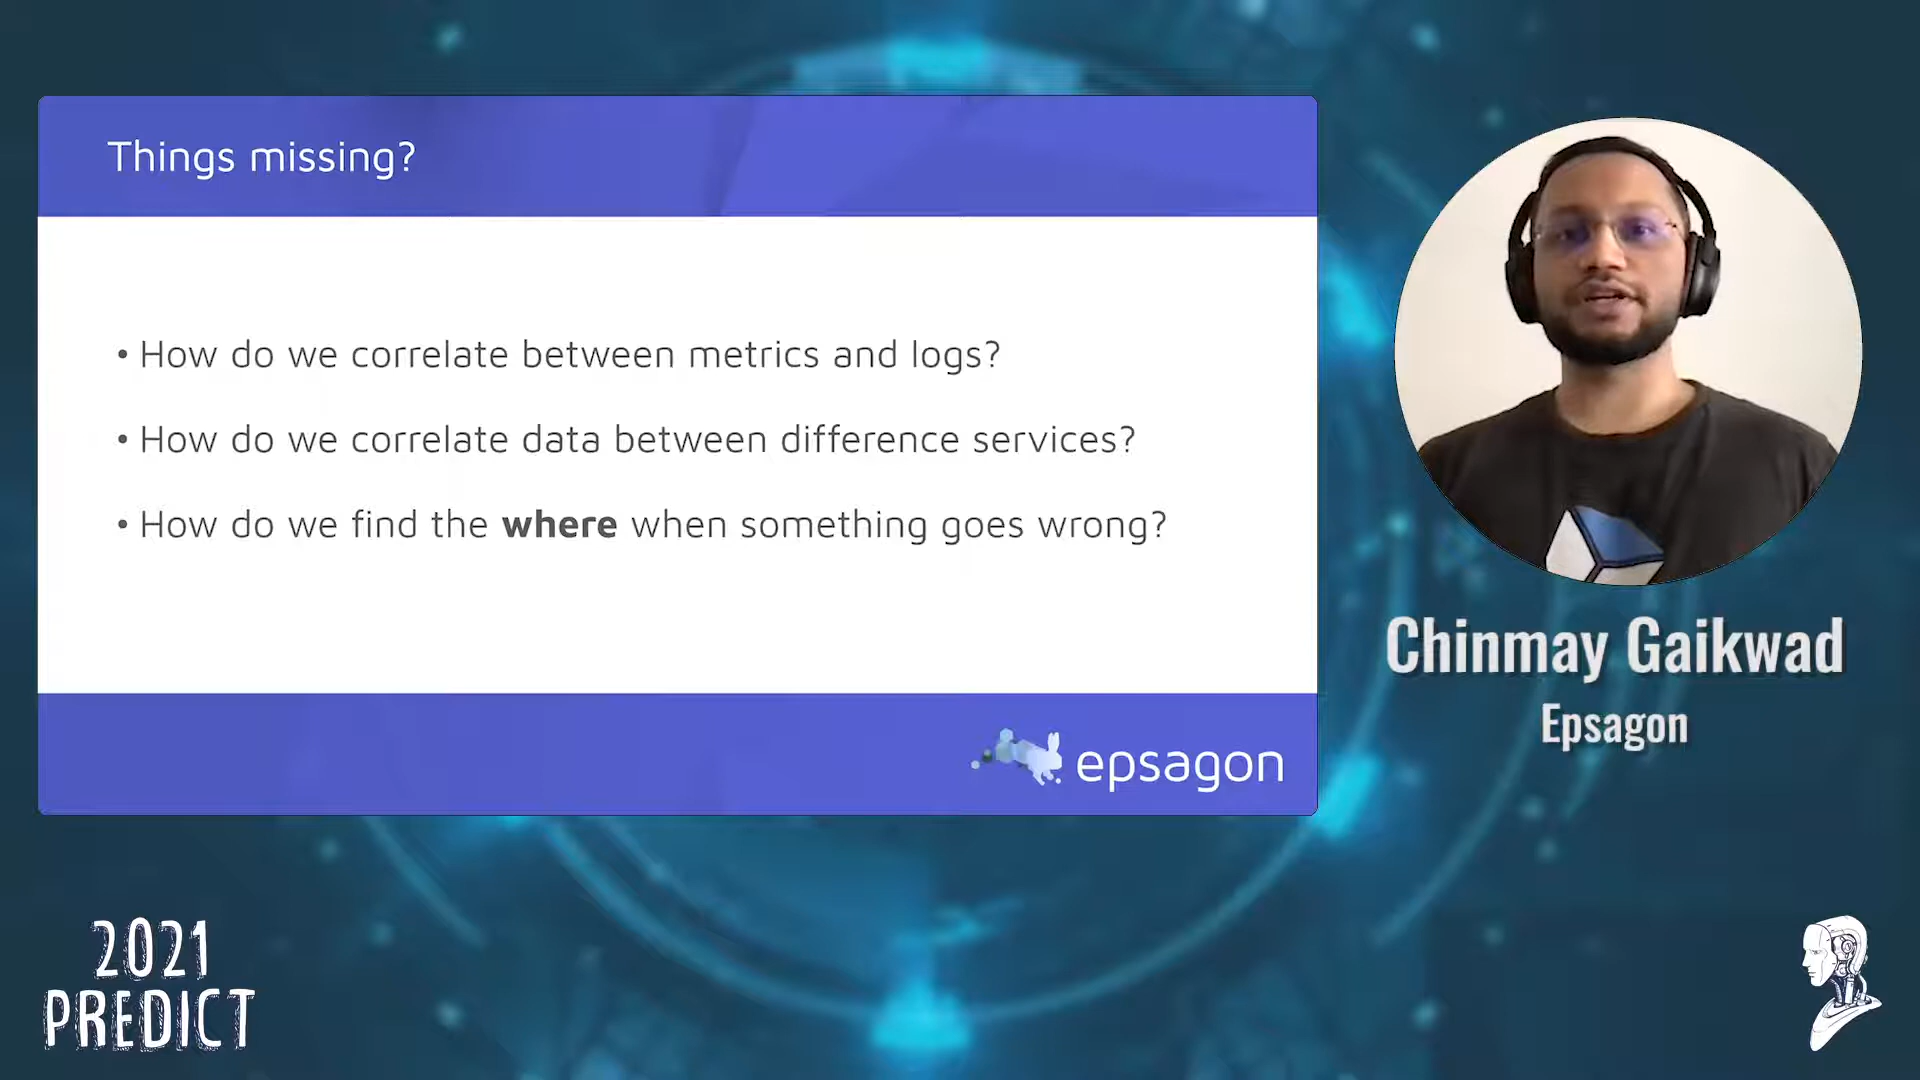 Things missing?
• How do we correlate between metrics and logs?
• How do we correlate data between difference services?
• How do we find the where when something goes wrong?
epsagon
Chinmay Gaikwad
Epsagon
2021
PREDICT